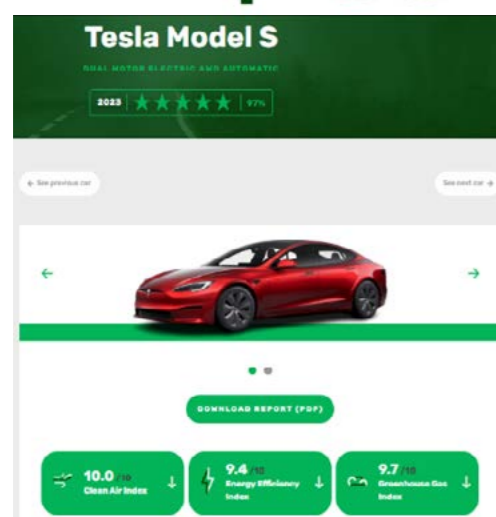 Tesla Model S
DUAL MOTOR ELECTRIC AND AUTOMATIC
2023 97%
← See previous car
See next car →
DOWNLOAD REPORT (PDF)
10.0 /10
Clean Air Index
9.4 /10
Energy Efficiency
Index
9.7 /10
Greenhouse Gas
Index